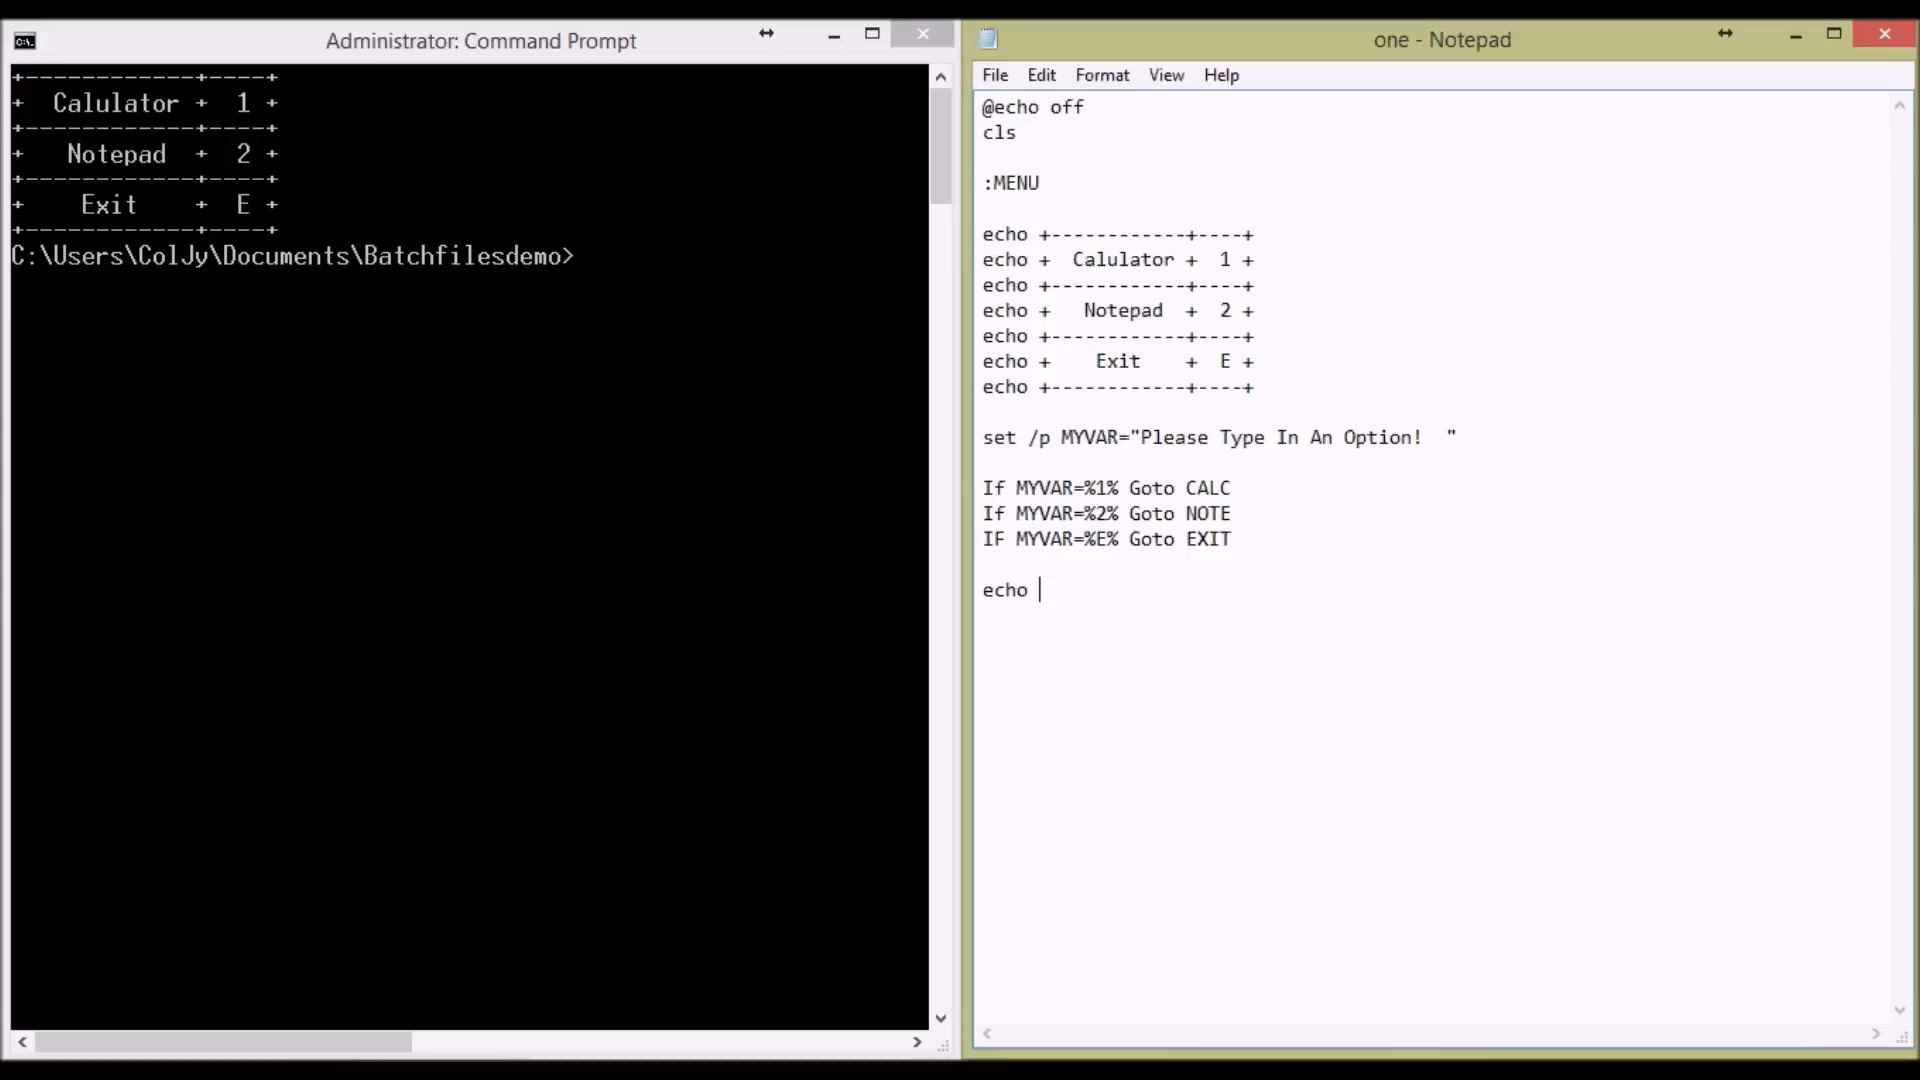 Administrator: Command Prompt
+------------+----+
+  Calulator +  1 +
+------------+----+
+   Notepad  +  2 +
+------------+----+
+    Exit    +  E +
+------------+----+
C:\Users\ColJy\Documents\Batchfilesdemo>
one - Notepad
File Edit Format View Help
@echo off
cls
:MENU
echo +------------+----+
echo +  Calulator +  1 +
echo +------------+----+
echo +   Notepad  +  2 +
echo +------------+----+
echo +    Exit    +  E +
echo +------------+----+
set /p MYVAR="Please Type In An Option!  "
If MYVAR=%1% Goto CALC
If MYVAR=%2% Goto NOTE
IF MYVAR=%E% Goto EXIT
echo